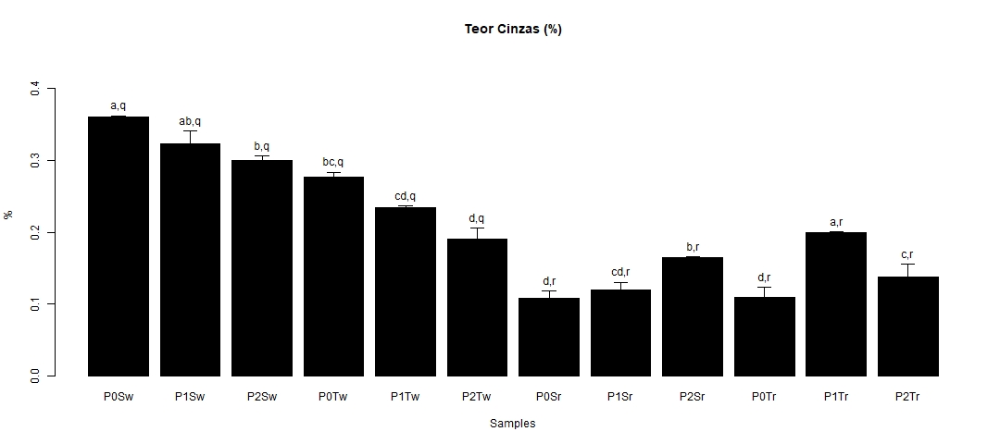 Teor Cinzas (%)
0.4
0.3
0.2
0.1
0.0
%
a,q
ab,q
b,q
bc,q
cd,q
d,q
d,r
cd,r
b,r
d,r
a,r
c,r
P0Sw P1Sw P2Sw P0Tw P1Tw P2Tw P0Sr P1Sr P2Sr P0Tr P1Tr P2Tr
Samples